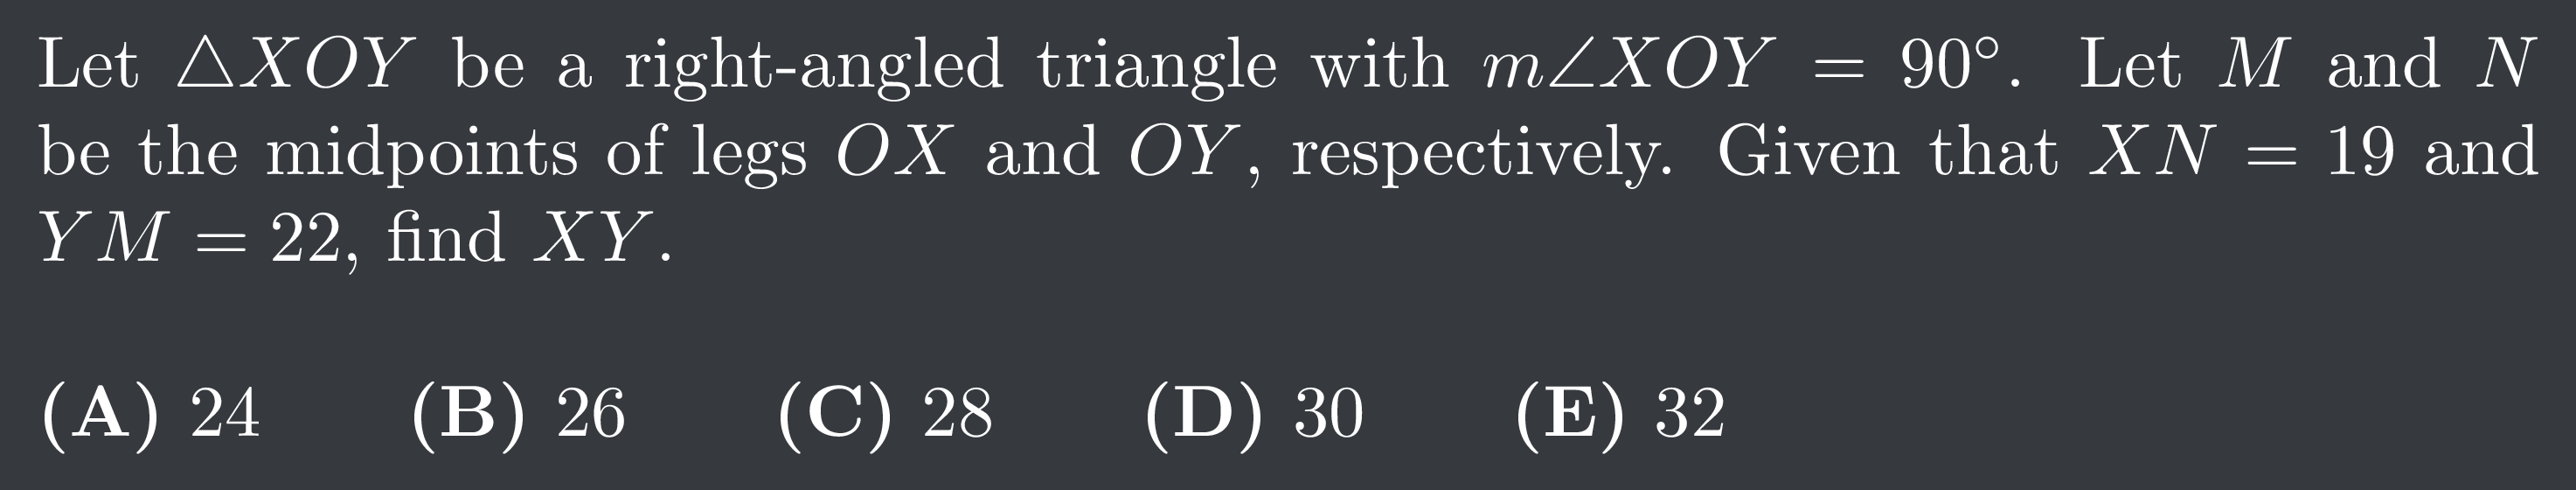 Let △XOY be a right-angled triangle with m∠XOY = 90°. Let M and N
be the midpoints of legs OX and OY, respectively. Given that XN = 19 and
YM = 22, find XY.
(A) 24 (B) 26 (C) 28 (D) 30 (E) 32